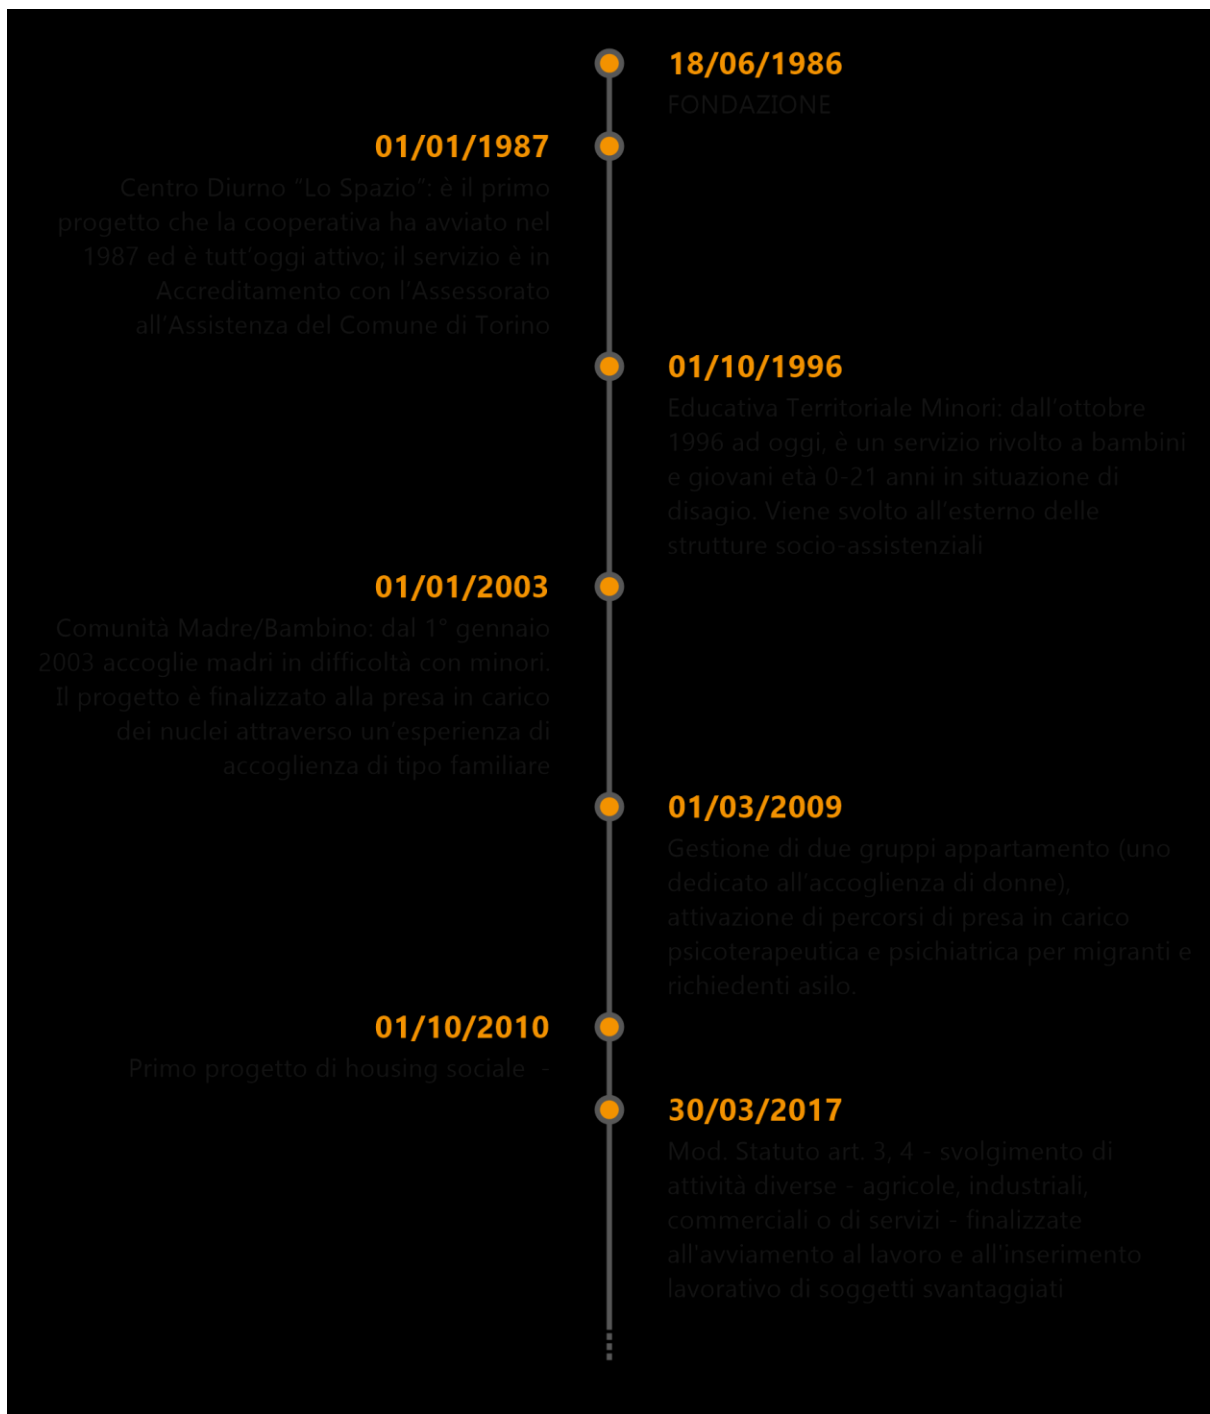 18/06/1986
FONDAZIONE
01/01/1987
Centro Diurno "Lo Spazio": è il primo
progetto che la cooperativa ha avviato nel
1987 ed è tutt'oggi attivo; il servizio è in
Accreditamento con l'Assessorato
all'Assistenza del Comune di Torino
01/10/1996
Educativa Territoriale Minori: dall'ottobre
1996 ad oggi, è un servizio rivolto a bambini
e giovani età 0-21 anni in situazione di
disagio. Viene svolto all'esterno delle
strutture socio-assistenziali
01/01/2003
Comunità Madre/Bambino: dal 1° gennaio
2003 accoglie madri in difficoltà con minori.
Il progetto è finalizzato alla presa in carico
dei nuclei attraverso un'esperienza di
accoglienza di tipo familiare
01/03/2009
Gestione di due gruppi appartamento (uno
dedicato all'accoglienza di donne),
attivazione di percorsi di presa in carico
psicoterapeutica e psichiatrica per migranti e
richiedenti asilo.
01/10/2010
Primo progetto di housing sociale  -
30/03/2017
Mod. Statuto art. 3, 4 - svolgimento di
attività diverse - agricole, industriali,
commerciali o di servizi - finalizzate
all'avviamento al lavoro e all'inserimento
lavorativo di soggetti svantaggiati